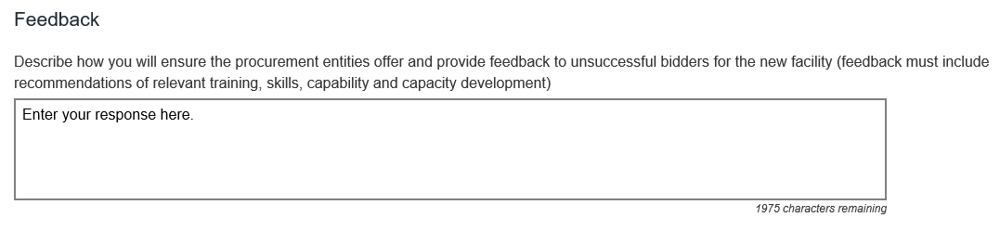 Feedback
Describe how you will ensure the procurement entities offer and provide feedback to unsuccessful bidders for the new facility (feedback must include
recommendations of relevant training, skills, capability and capacity development)
Enter your response here.
1975 characters remaining